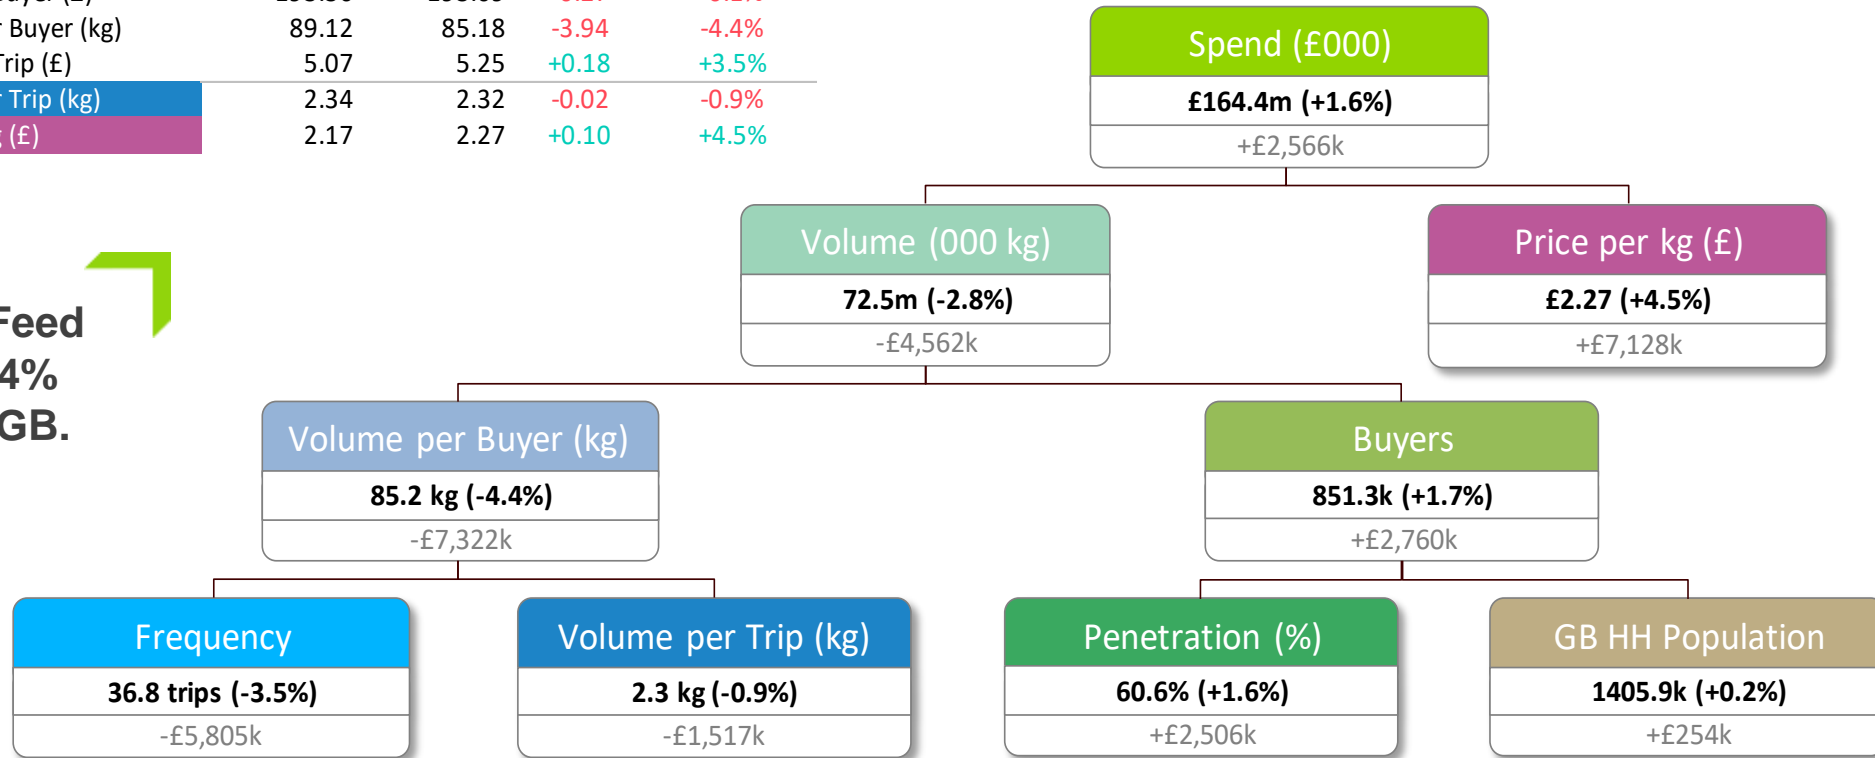 r Buyer (kg) 89.12 85.18 -3.94 -4.4%
Trip (£) 5.07 5.25 +0.18 +3.5%
r Trip (kg) 2.34 2.32 -0.02 -0.9%
g (£) 2.17 2.27 +0.10 +4.5%
Spend (£000)
£164.4m (+1.6%)
+£2,566k
Volume (000 kg)
72.5m (-2.8%)
-£4,562k
Price per kg (£)
£2.27 (+4.5%)
+£7,128k
Feed
4%
GB.
Volume per Buyer (kg)
85.2 kg (-4.4%)
-£7,322k
Buyers
851.3k (+1.7%)
+£2,760k
Frequency
36.8 trips (-3.5%)
-£5,805k
Volume per Trip (kg)
2.3 kg (-0.9%)
-£1,517k
Penetration (%)
60.6% (+1.6%)
+£2,506k
GB HH Population
1405.9k (+0.2%)
+£254k